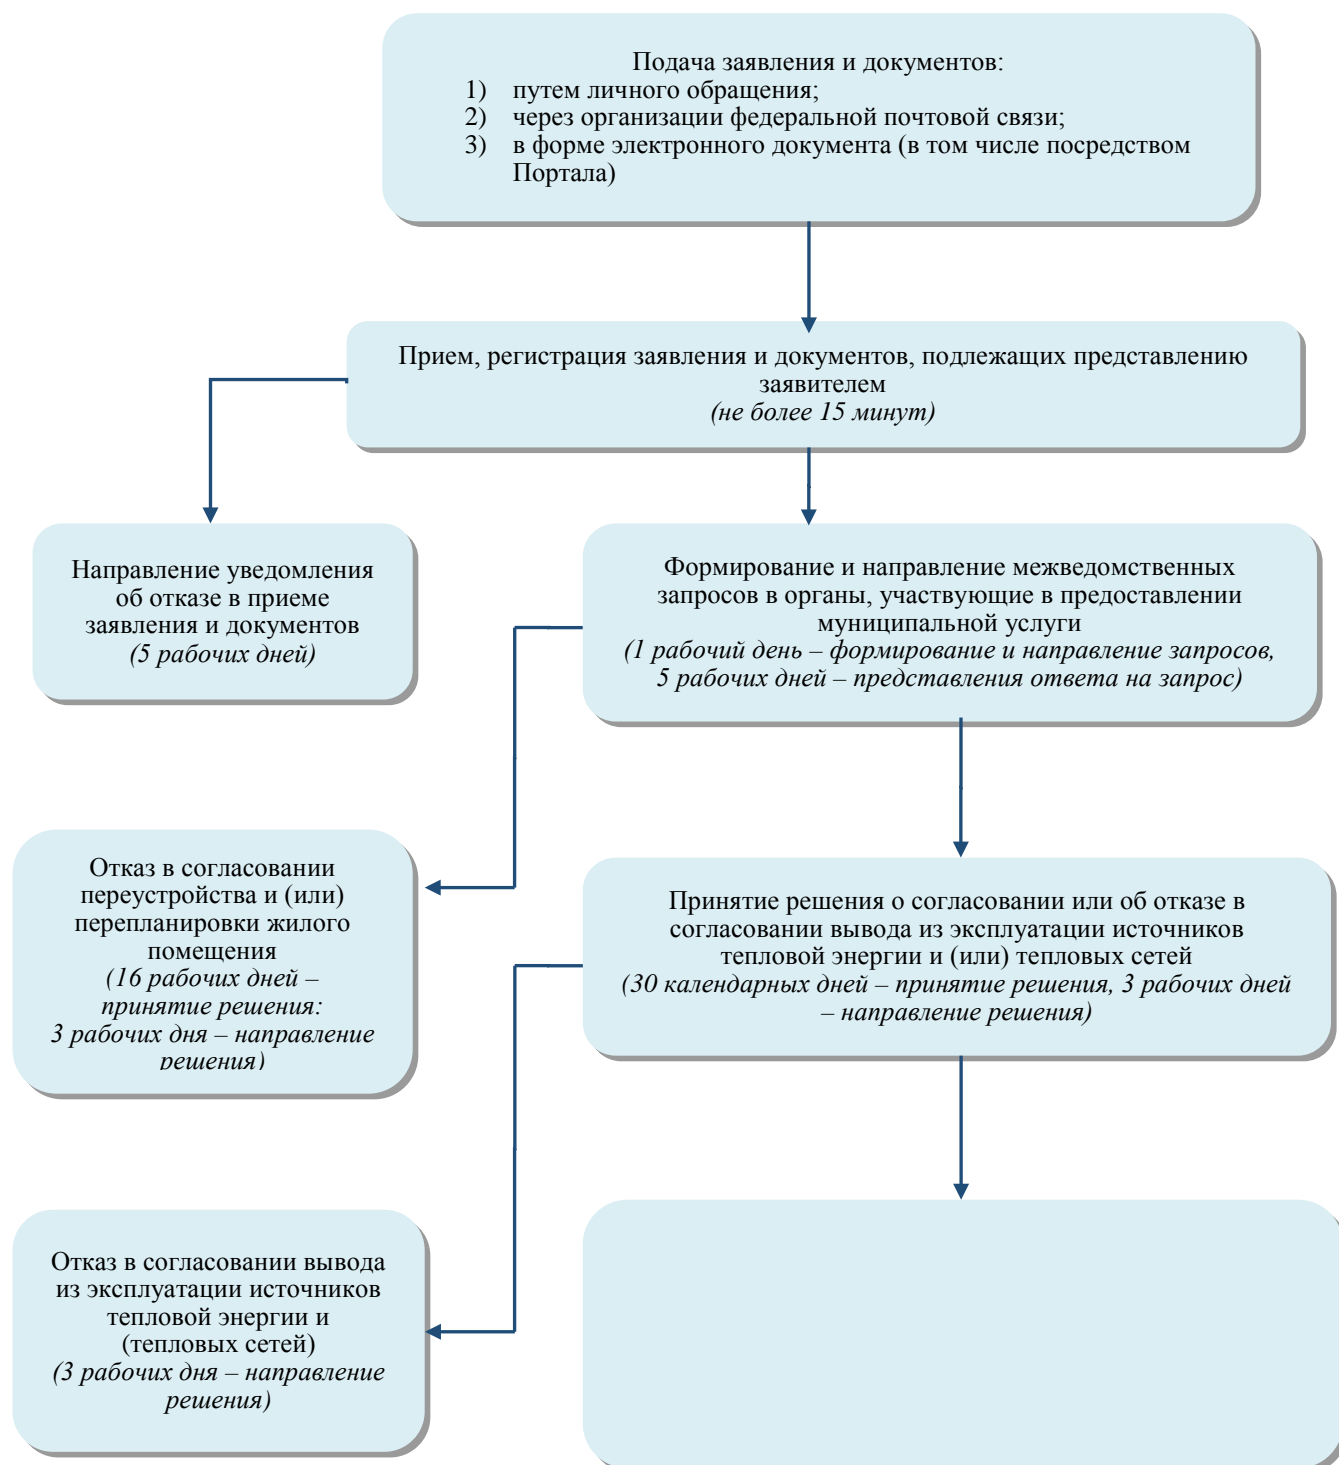 Подача заявления и документов:
1) путем личного обращения;
2) через организации федеральной почтовой связи;
3) в форме электронного документа (в том числе посредством
Портала)
Прием, регистрация заявления и документов, подлежащих представлению
заявителем
(не более 15 минут)
Направление уведомления
об отказе в приеме
заявления и документов
(5 рабочих дней)
Формирование и направление межведомственных
запросов в органы, участвующие в предоставлении
муниципальной услуги
(1 рабочий день – формирование и направление запросов,
5 рабочих дней – представления ответа на запрос)
Отказ в согласовании
переустройства и (или)
перепланировки жилого
помещения
(16 рабочих дней –
принятие решения:
3 рабочих дня – направление
решения)
Принятие решения о согласовании или об отказе в
согласовании вывода из эксплуатации источников
тепловой энергии и (или) тепловых сетей
(30 календарных дней – принятие решения, 3 рабочих дней
– направление решения)
Отказ в согласовании вывода
из эксплуатации источников
тепловой энергии и
(тепловых сетей)
(3 рабочих дня – направление
решения)